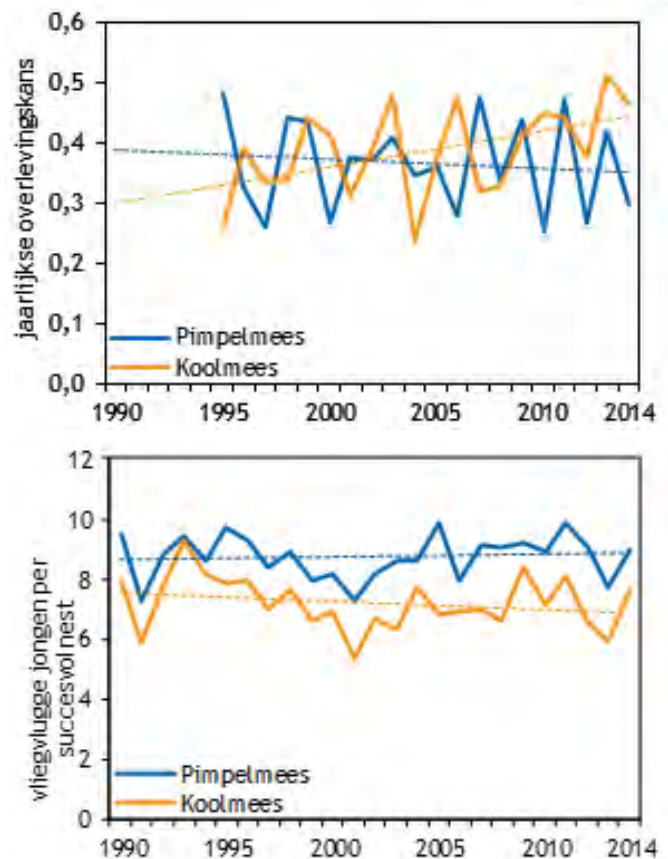 0,6
0,5
0,4
0,3
0,2
0,1
0,0
jaarlijkse overlevingskans
Pimpelmees
Koolmees
1990 1995 2000 2005 2010 2014
12
10
8
6
4
2
0
vliegvlugge jongen per
succesvol nest
Pimpelmees
Koolmees
1990 1995 2000 2005 2010 2014